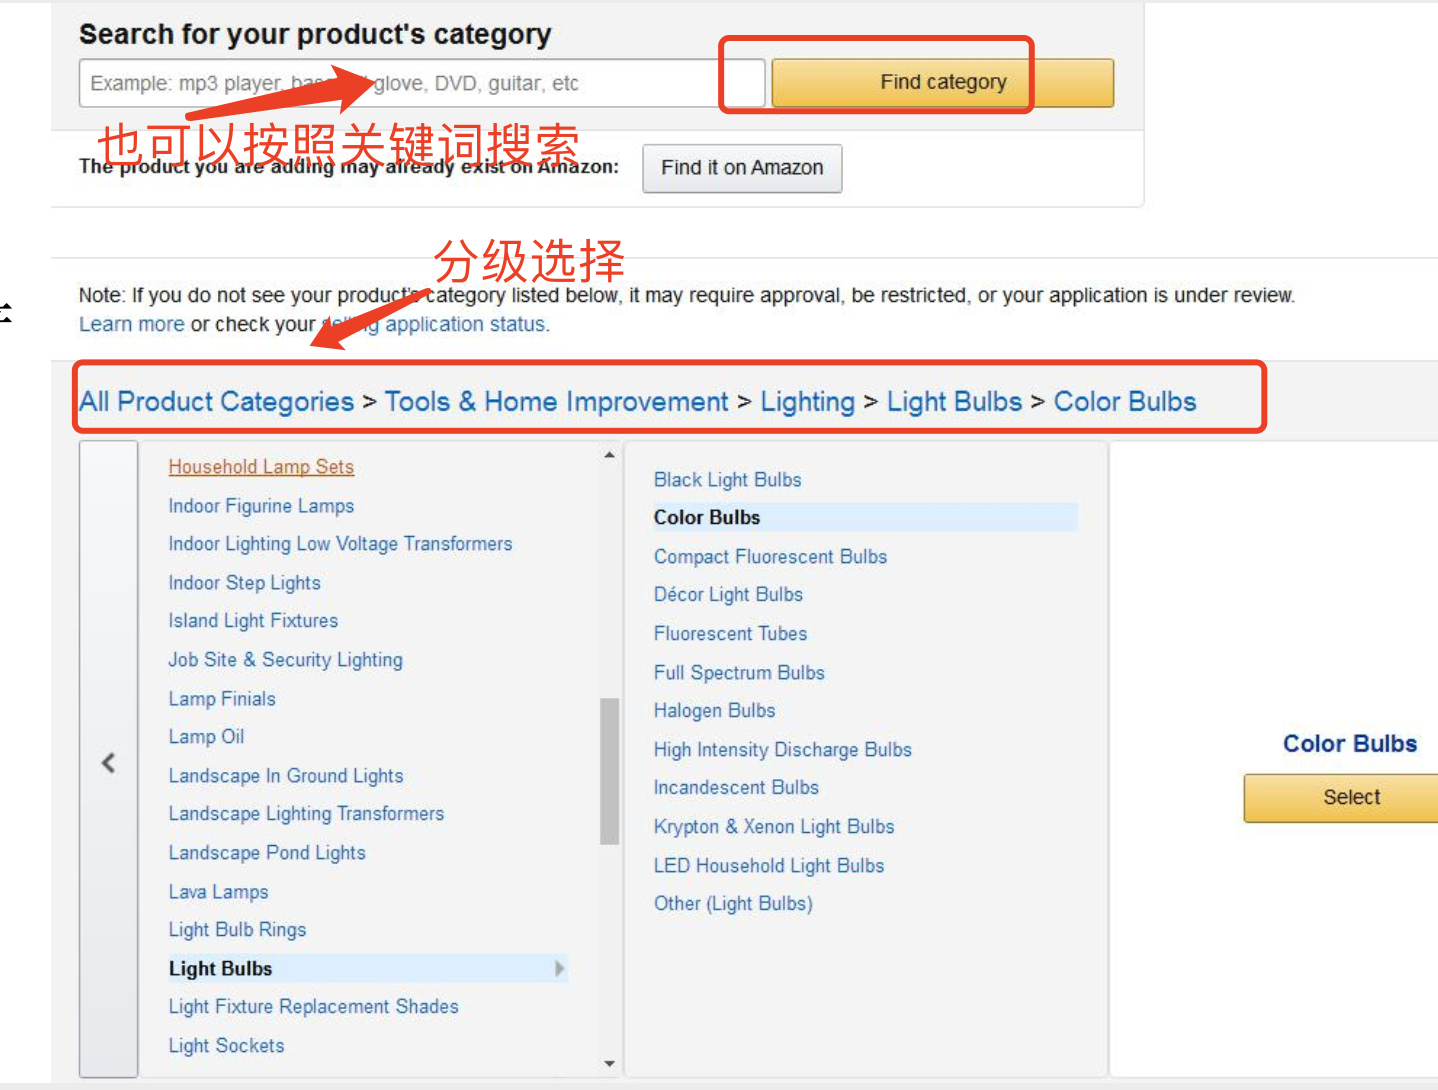 Search for your product's category
Example: mp3 player, glove, DVD, guitar, etc
Find category
也可以按照关键词搜索
The product you are adding may already exist on Amazon:
Find it on Amazon
分级选择
Note: If you do not see your product's category listed below, it may require approval, be restricted, or your application is under review.
Learn more or check your selling application status.
All Product Categories > Tools & Home Improvement > Lighting > Light Bulbs > Color Bulbs
Household Lamp Sets
Indoor Figurine Lamps
Indoor Lighting Low Voltage Transformers
Indoor Step Lights
Island Light Fixtures
Job Site & Security Lighting
Lamp Finials
Lamp Oil
Landscape In Ground Lights
Landscape Lighting Transformers
Landscape Pond Lights
Lava Lamps
Light Bulb Rings
Light Bulbs
Light Fixture Replacement Shades
Light Sockets
Black Light Bulbs
Color Bulbs
Compact Fluorescent Bulbs
Décor Light Bulbs
Fluorescent Tubes
Full Spectrum Bulbs
Halogen Bulbs
High Intensity Discharge Bulbs
Incandescent Bulbs
Krypton & Xenon Light Bulbs
LED Household Light Bulbs
Other (Light Bulbs)
Color Bulbs
Select